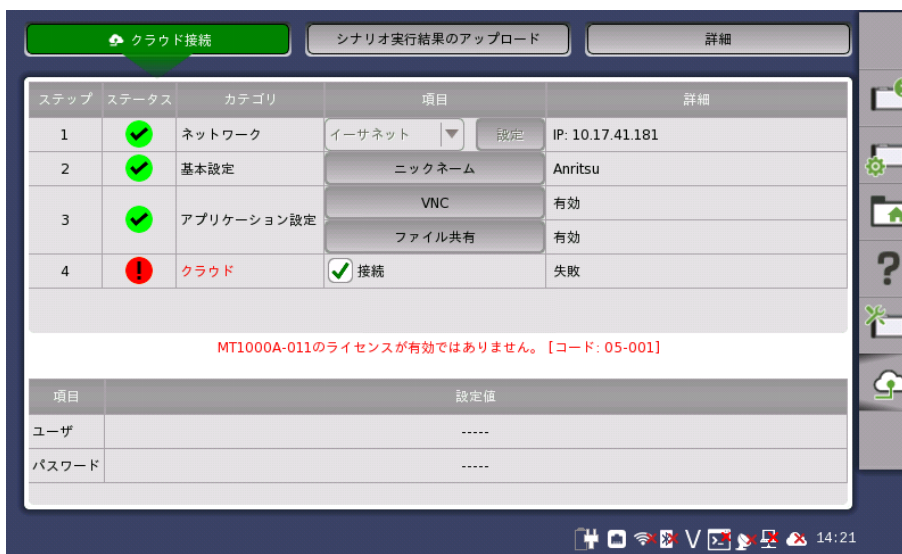 クラウド接続 シナリオ実行結果のアップロード 詳細
ステップ ステータス カテゴリ 項目 詳細
1 ネットワーク イーサネット 設定 IP: 10.17.41.181
2 基本設定 ニックネーム Anritsu
3 アプリケーション設定 VNC 有効
ファイル共有 有効
4 クラウド 接続 失敗
MT1000A-011のライセンスが有効ではありません。 [コード: 05-001]
項目 設定値
ユーザ -----
パスワード -----
14:21